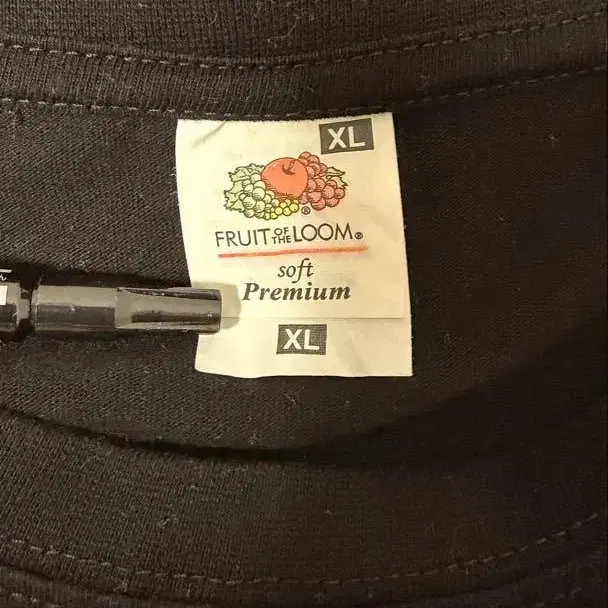 XL
FRUIT OF THE LOOM®
soft
Premium
XL